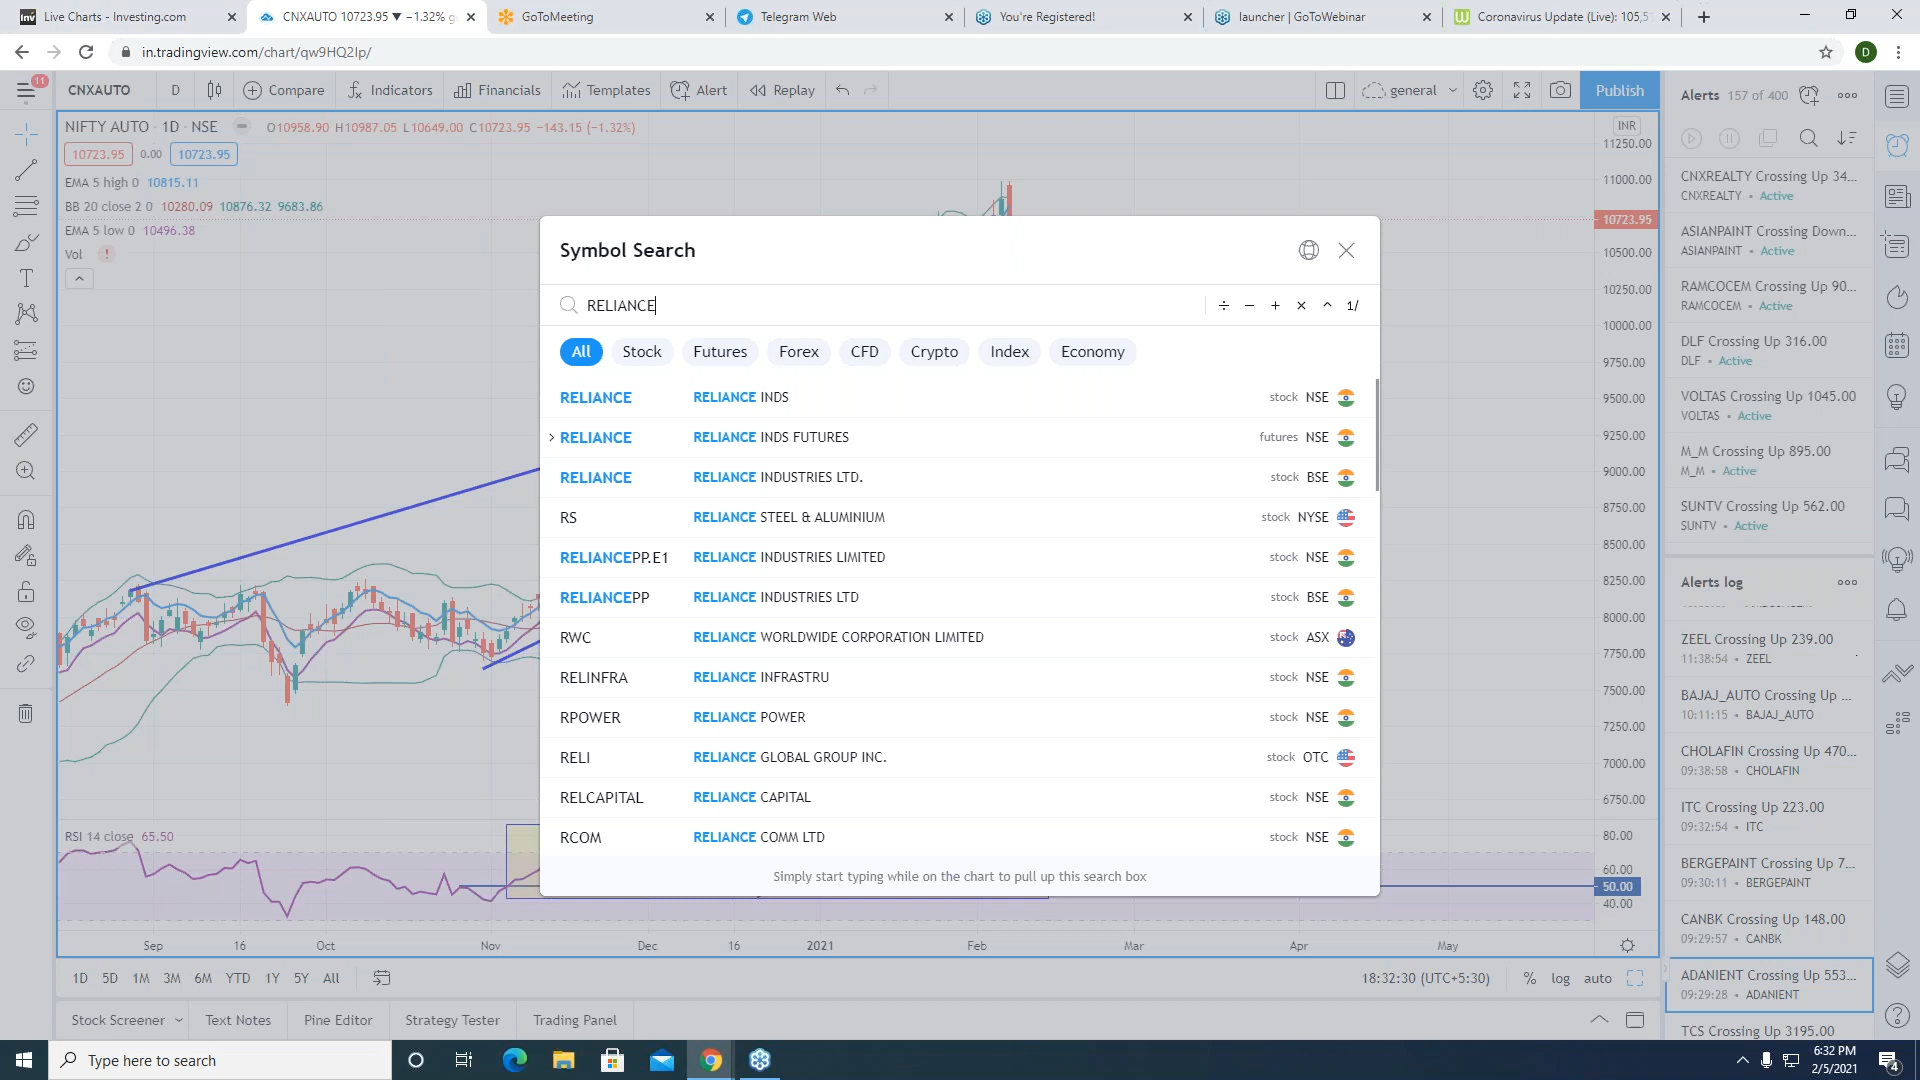 Live Charts - Investing.com
CNXAUTO 10723.95 ▼ −1.32%
GoToMeeting
Telegram Web
You're Registered!
launcher | GoToWebinar
Coronavirus Update (Live): 105,5
in.tradingview.com/chart/qw9HQ2Ip/
D
11
CNXAUTO
D
Compare
Indicators
Financials
Templates
Alert
Replay
general
Publish
Alerts 157 of 400
NIFTY AUTO · 1D · NSE
O10958.90 H10987.05 L10649.00 C10723.95 −143.15 (−1.32%)
10723.95 0.00 10723.95
EMA 5 high 0 10815.11
BB 20 close 2 0 10280.09 10876.32 9683.86
EMA 5 low 0 10496.38
Vol !
INR
11250.00
11000.00
10723.95
10500.00
10250.00
10000.00
9750.00
9500.00
9250.00
9000.00
8750.00
8500.00
8250.00
8000.00
7750.00
7500.00
7250.00
7000.00
6750.00
80.00
60.00
50.00
40.00
Symbol Search
RELIANCE
÷ − + × ^ 1/
All Stock Futures Forex CFD Crypto Index Economy
RELIANCE RELIANCE INDS stock NSE
RELIANCE RELIANCE INDS FUTURES futures NSE
RELIANCE RELIANCE INDUSTRIES LTD. stock BSE
RS RELIANCE STEEL & ALUMINIUM stock NYSE
RELIANCEPP.E1 RELIANCE INDUSTRIES LIMITED stock NSE
RELIANCEPP RELIANCE INDUSTRIES LTD stock BSE
RWC RELIANCE WORLDWIDE CORPORATION LIMITED stock ASX
RELINFRA RELIANCE INFRASTRU stock NSE
RPOWER RELIANCE POWER stock NSE
RELI RELIANCE GLOBAL GROUP INC. stock OTC
RELCAPITAL RELIANCE CAPITAL stock NSE
RCOM RELIANCE COMM LTD stock NSE
Simply start typing while on the chart to pull up this search box
RSI 14 close 65.50
Sep 16 Oct Nov Dec 16 2021 Feb Mar Apr May
1D 5D 1M 3M 6M YTD 1Y 5Y All
18:32:30 (UTC+5:30)
% log auto
Stock Screener
Text Notes
Pine Editor
Strategy Tester
Trading Panel
CNXREALTY Crossing Up 34...
CNXREALTY • Active
ASIANPAINT Crossing Down...
ASIANPAINT • Active
RAMCOCEM Crossing Up 90...
RAMCOCEM • Active
DLF Crossing Up 316.00
DLF • Active
VOLTAS Crossing Up 1045.00
VOLTAS • Active
M_M Crossing Up 895.00
M_M • Active
SUNTV Crossing Up 562.00
SUNTV • Active
Alerts log
ZEEL Crossing Up 239.00
11:38:54 • ZEEL
BAJAJ_AUTO Crossing Up ...
10:11:15 • BAJAJ_AUTO
CHOLAFIN Crossing Up 470...
09:38:58 • CHOLAFIN
ITC Crossing Up 223.00
09:32:54 • ITC
BERGEPAINT Crossing Up 7...
09:30:11 • BERGEPAINT
CANBK Crossing Up 148.00
09:29:57 • CANBK
ADANIENT Crossing Up 553...
09:29:28 • ADANIENT
TCS Crossing Up 3195.00
Type here to search
6:32 PM
2/5/2021
4